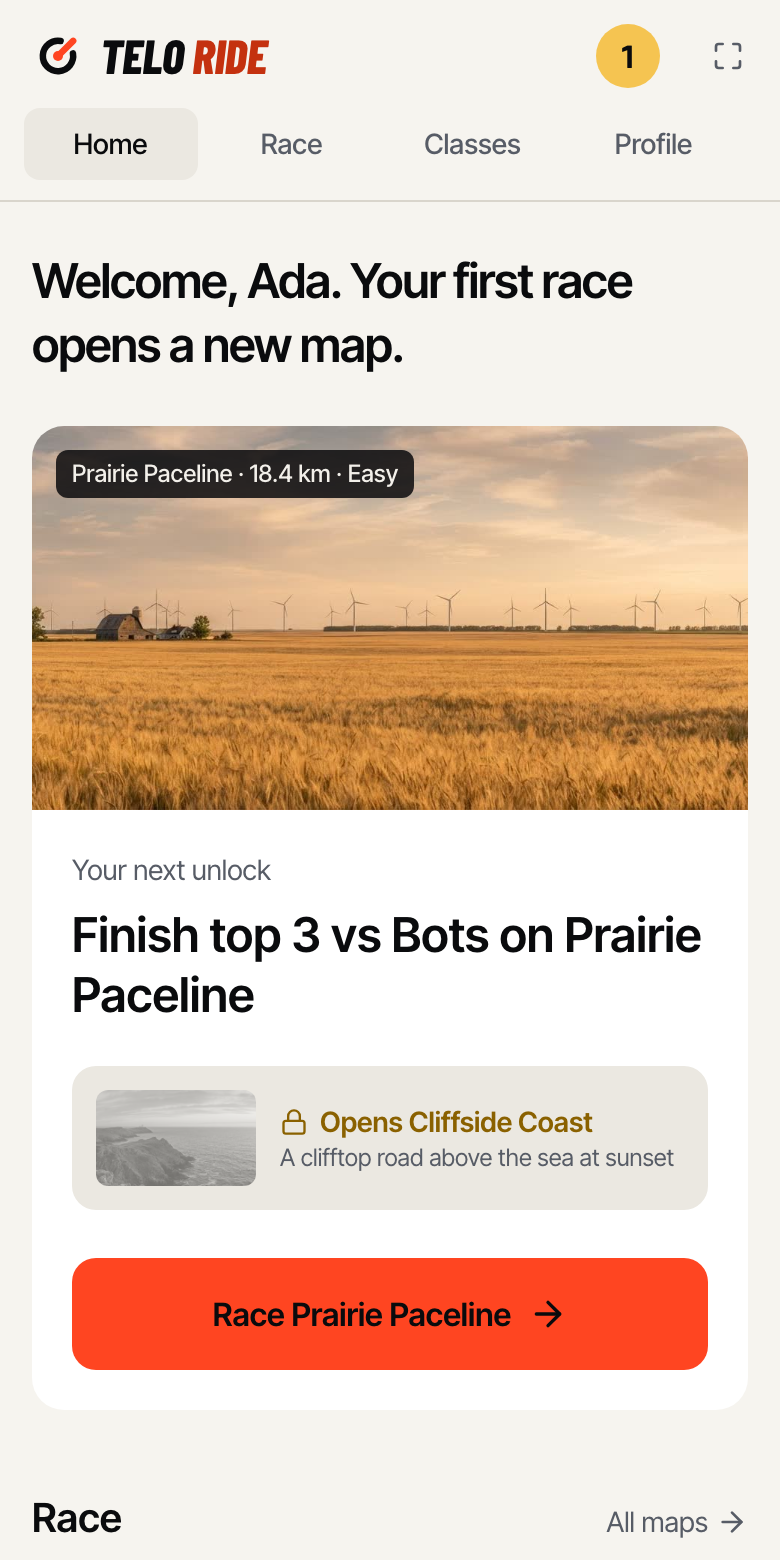 TELO RIDE
1
Home
Race
Classes
Profile
Welcome, Ada. Your first race
opens a new map.
Prairie Paceline · 18.4 km · Easy
Your next unlock
Finish top 3 vs Bots on Prairie
Paceline
Opens Cliffside Coast
A clifftop road above the sea at sunset
Race Prairie Paceline →
Race
All maps →